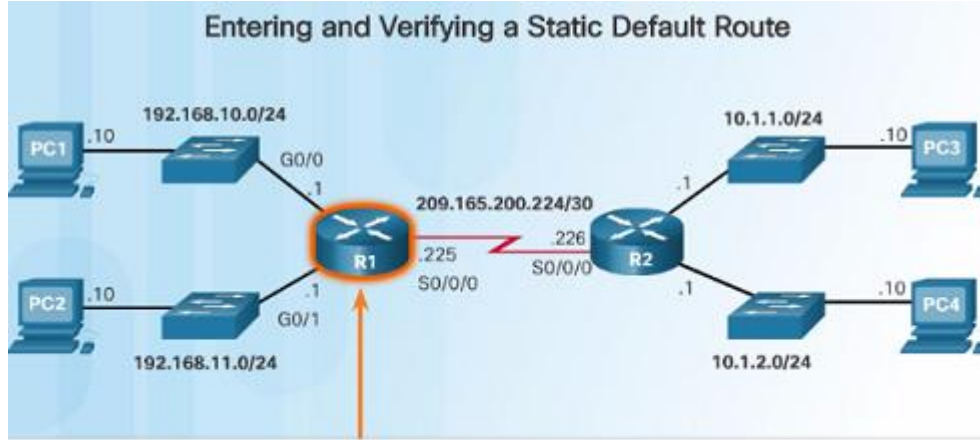 Entering and Verifying a Static Default Route
192.168.10.0/24
10.1.1.0/24
PC1
.10
G0/0
.1
.10
PC3
209.165.200.224/30
.1
R1
.225
S0/0/0
.226
S0/0/0
R2
PC2
.10
.1
G0/1
.1
.10
PC4
192.168.11.0/24
10.1.2.0/24